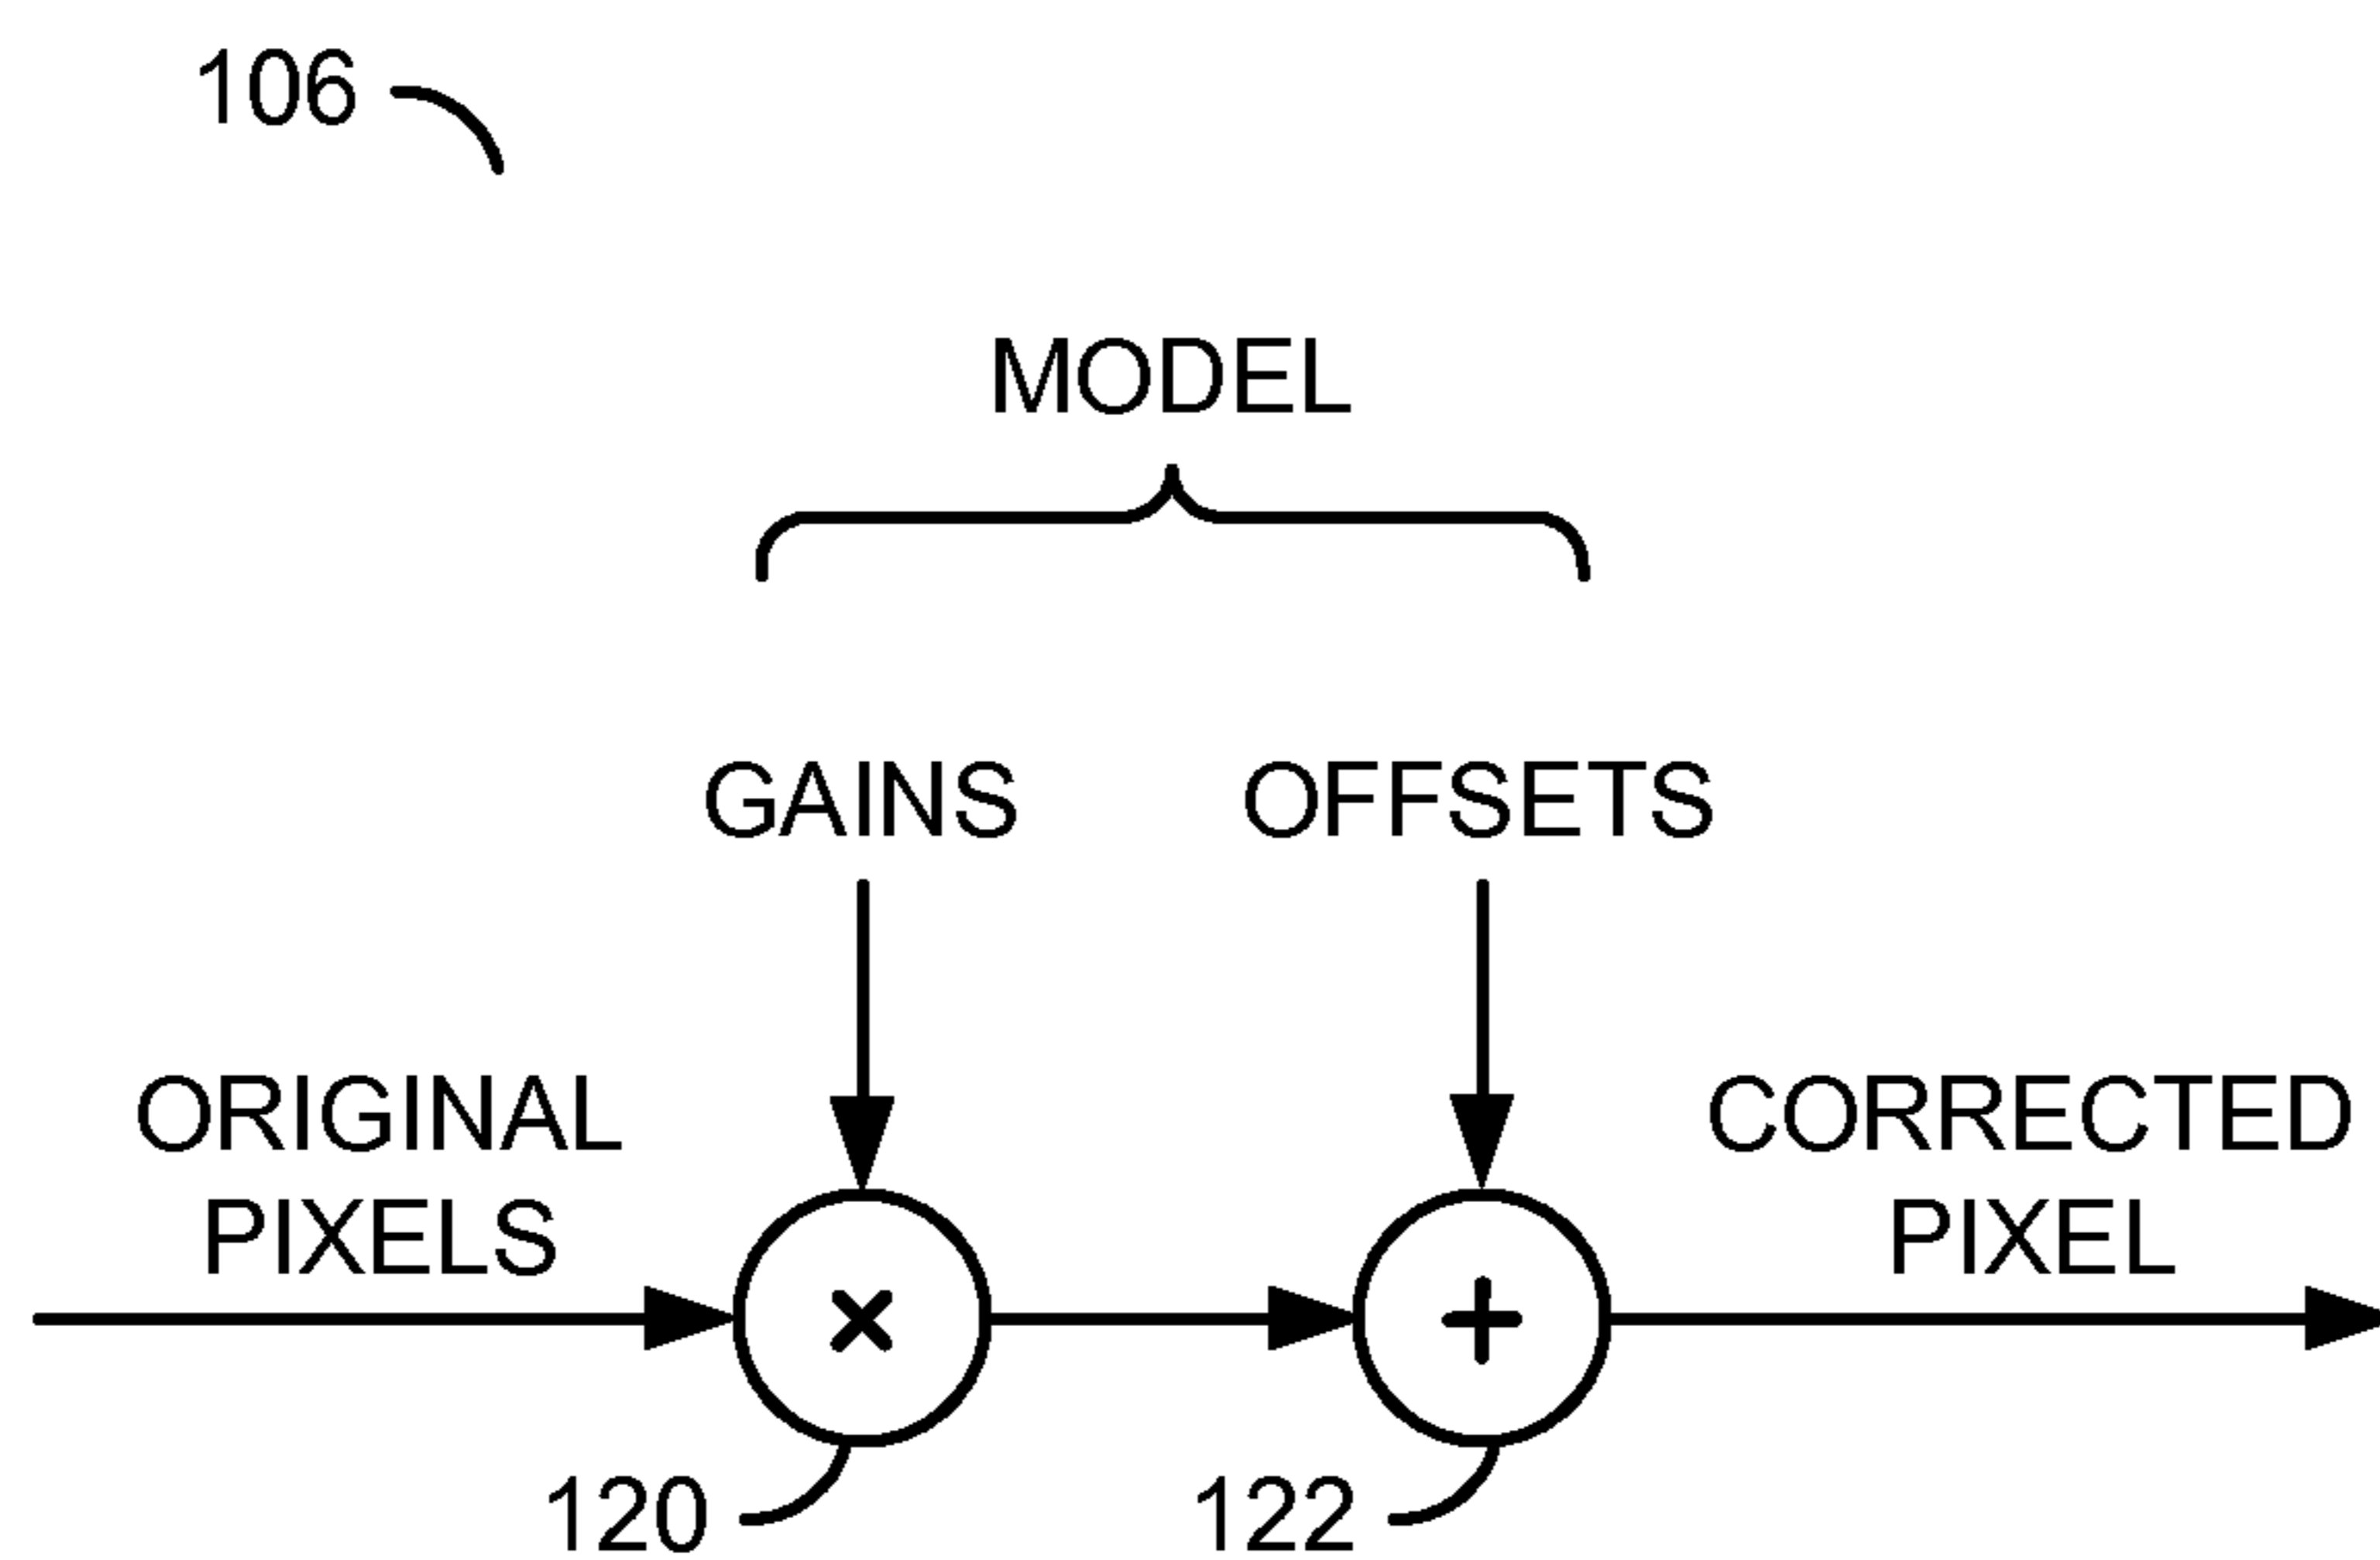 106
MODEL
GAINS
OFFSETS
ORIGINAL
PIXELS
CORRECTED
PIXEL
×
+
120
122